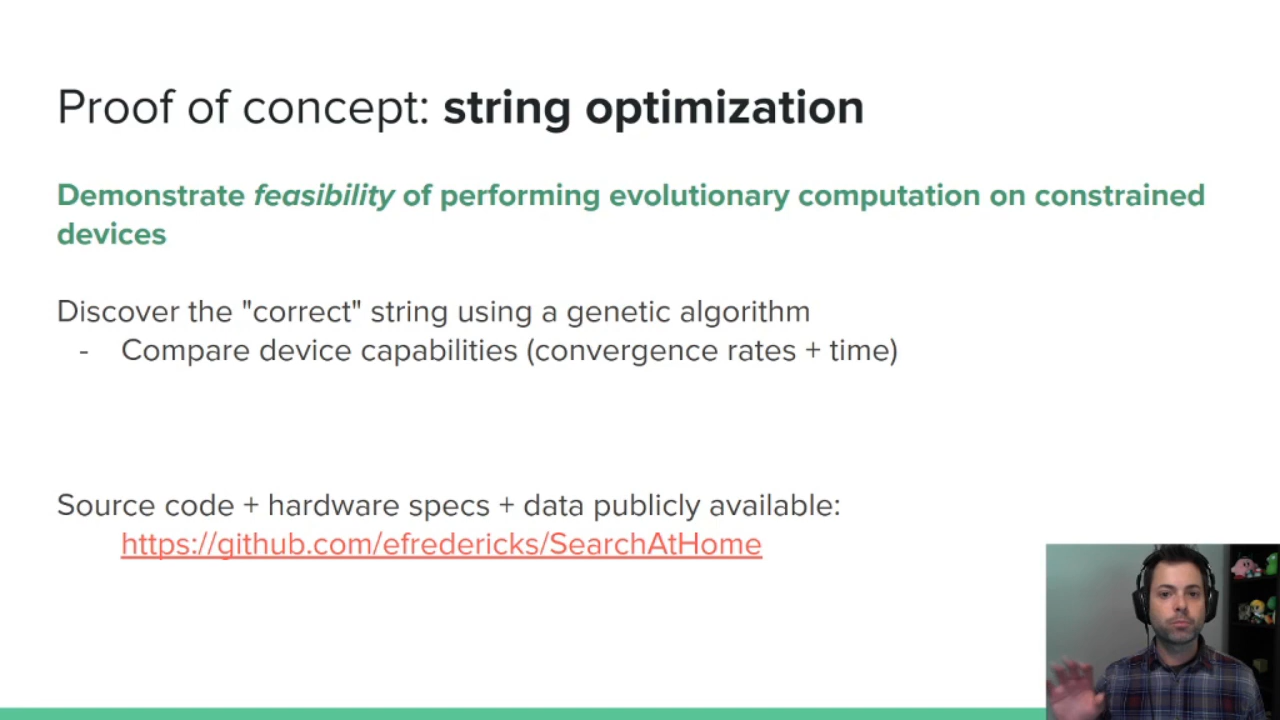 Proof of concept: string optimization
Demonstrate feasibility of performing evolutionary computation on constrained
devices
Discover the "correct" string using a genetic algorithm
- Compare device capabilities (convergence rates + time)
Source code + hardware specs + data publicly available:
https://github.com/efredericks/SearchAtHome